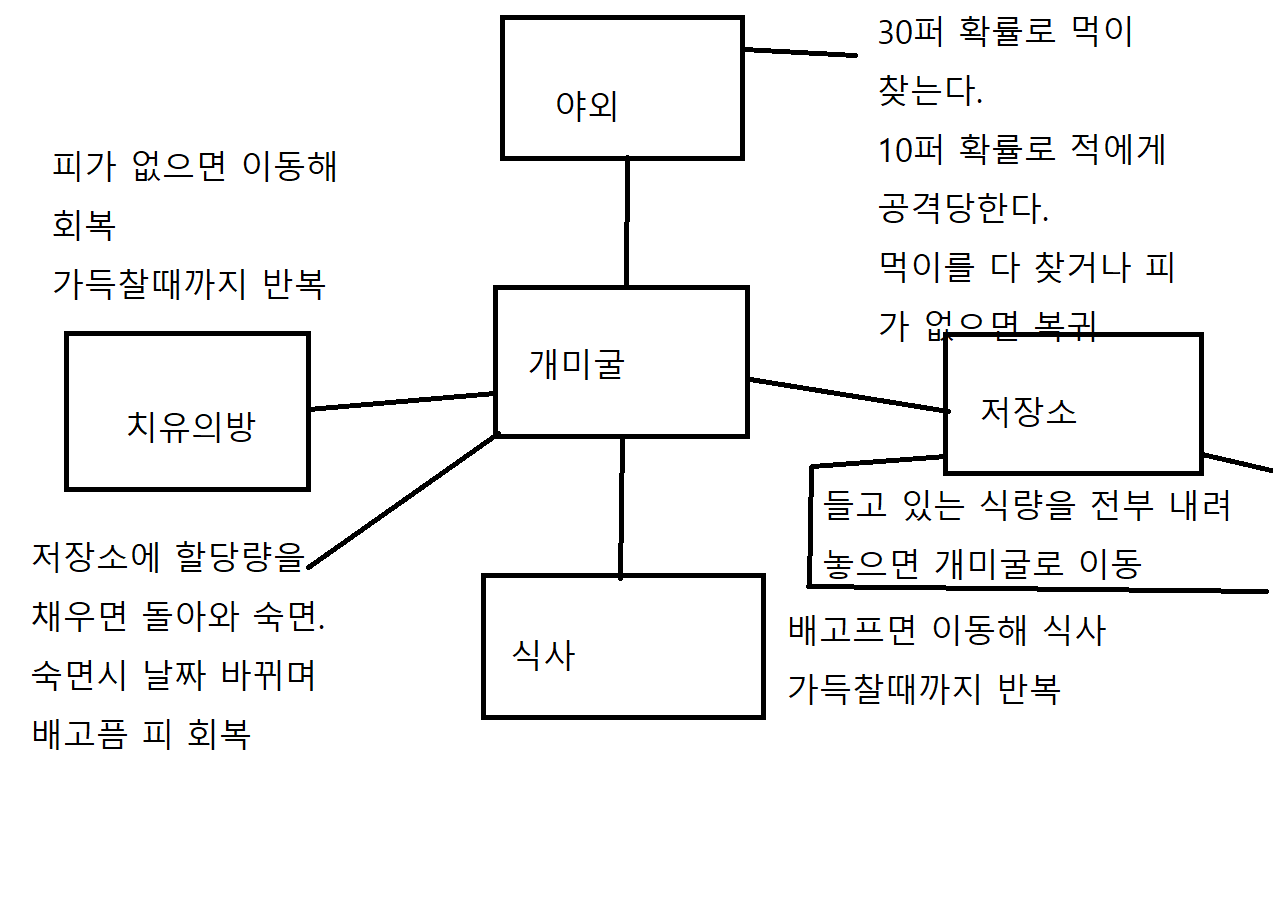 30퍼 확률로 먹이
찾는다.
10퍼 확률로 적에게
공격당한다.
먹이를 다 찾거나 피
가 없으면 복귀
야외
피가 없으면 이동해
회복
가득찰때까지 반복
개미굴
치유의방
저장소
들고 있는 식량을 전부 내려
놓으면 개미굴로 이동
저장소에 할당량을
채우면 돌아와 숙면.
숙면시 날짜 바뀌며
배고픔 피 회복
식사
배고프면 이동해 식사
가득찰때까지 반복